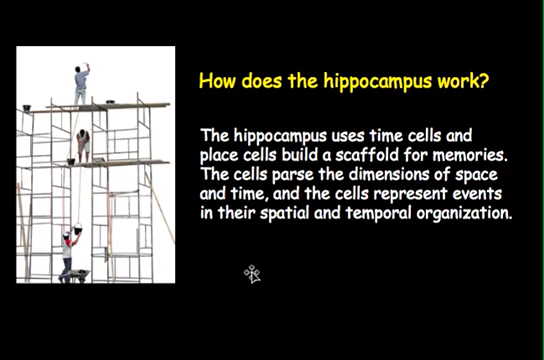 How does the hippocampus work?
The hippocampus uses time cells and
place cells build a scaffold for memories.
The cells parse the dimensions of space
and time, and the cells represent events
in their spatial and temporal organization.